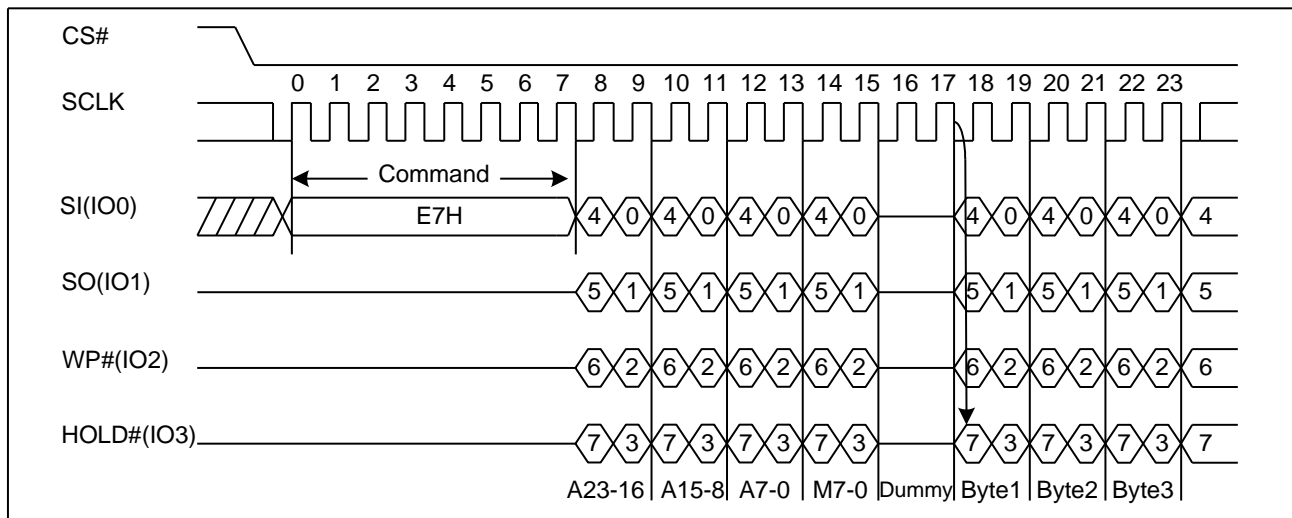 CS#
0 1 2 3 4 5 6 7 8 9 10 11 12 13 14 15 16 17 18 19 20 21 22 23
SCLK
Command
SI(IO0) E7H 4 0 4 0 4 0 4 0 4 0 4 0 4 0 4
SO(IO1) 5 1 5 1 5 1 5 1 5 1 5 1 5 1 5
WP#(IO2) 6 2 6 2 6 2 6 2 6 2 6 2 6 2 6
HOLD#(IO3) 7 3 7 3 7 3 7 3 7 3 7 3 7 3 7
A23-16 A15-8 A7-0 M7-0 Dummy Byte1 Byte2 Byte3